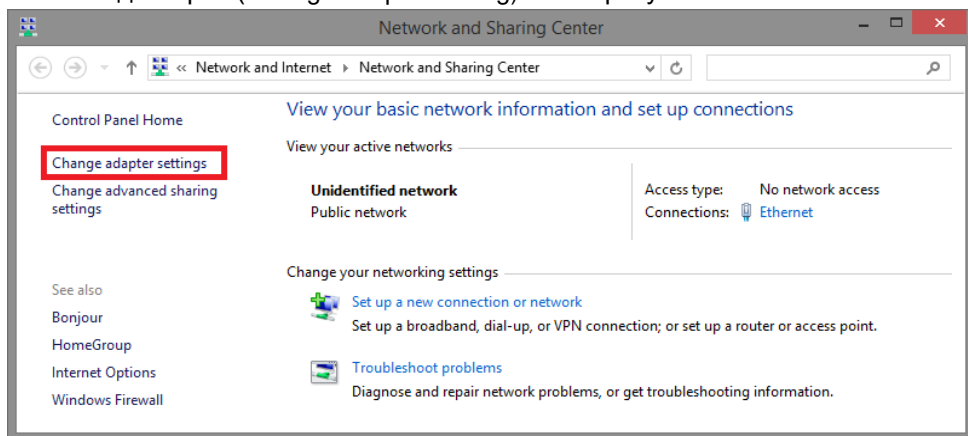 Network and Sharing Center
« Network and Internet ▸ Network and Sharing Center
Control Panel Home
Change adapter settings
Change advanced sharing
settings
See also
Bonjour
HomeGroup
Internet Options
Windows Firewall
View your basic network information and set up connections
View your active networks
Unidentified network
Public network
Access type: No network access
Connections: Ethernet
Change your networking settings
Set up a new connection or network
Set up a broadband, dial-up, or VPN connection; or set up a router or access point.
Troubleshoot problems
Diagnose and repair network problems, or get troubleshooting information.